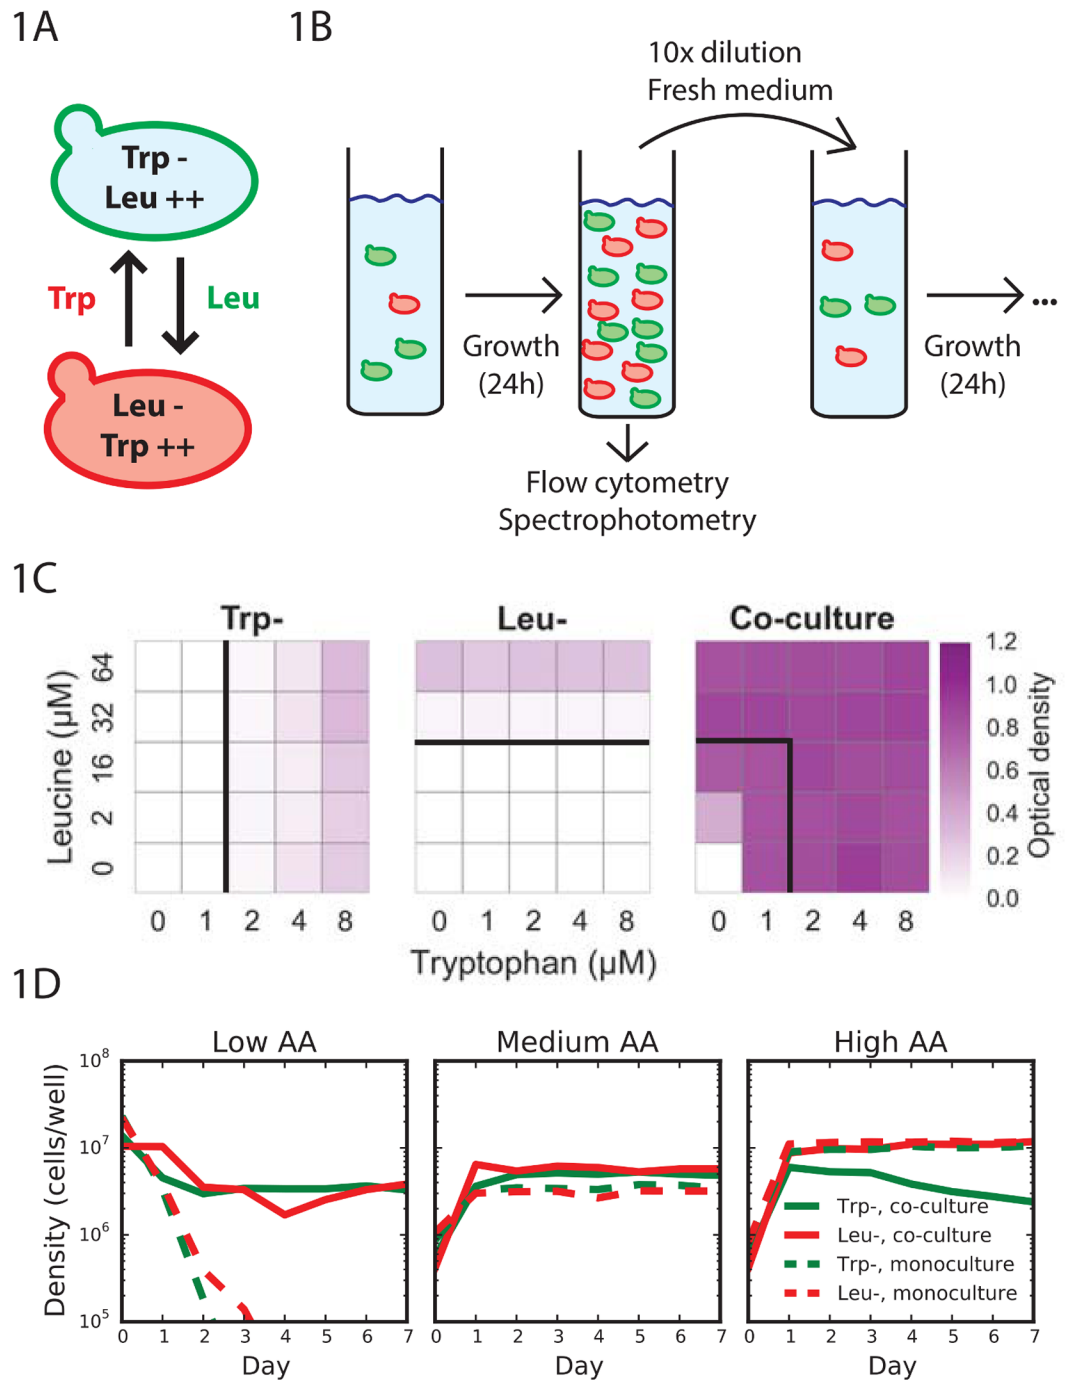 1A
Trp -
Leu ++
Trp
Leu
Leu -
Trp ++
1B
10x dilution
Fresh medium
Growth
(24h)
Growth
(24h)
...
Flow cytometry
Spectrophotometry
1C
Trp-
Leu-
Co-culture
Leucine (µM)
64
32
16
2
0
0 1 2 4 8
0 1 2 4 8
0 1 2 4 8
Tryptophan (µM)
1.2
1.0
0.8
0.6
0.4
0.2
0.0
Optical density
1D
Low AA
Medium AA
High AA
Density (cells/well)
10⁸
10⁷
10⁶
10⁵
0 1 2 3 4 5 6 7
Day
0 1 2 3 4 5 6 7
Day
Trp-, co-culture
Leu-, co-culture
Trp-, monoculture
Leu-, monoculture
0 1 2 3 4 5 6 7
Day